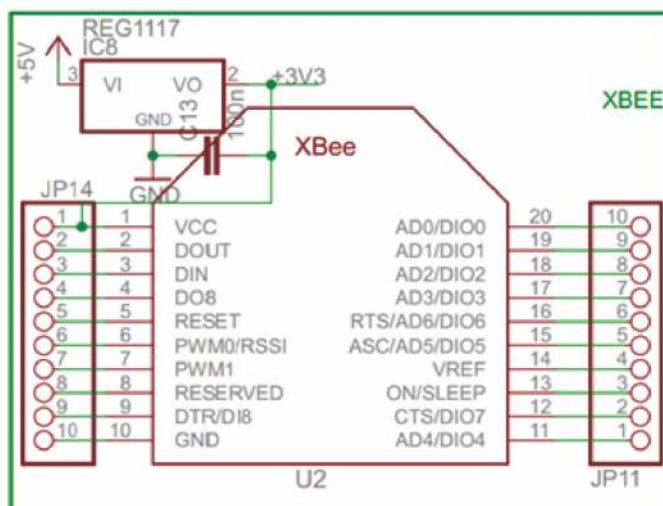 REG1117
IC8
+5V
3 VI VO 2
+3V3
GND
C13
100n
XBEE
XBee
GND
JP14
1 1 VCC AD0/DIO0 20 10
2 2 DOUT AD1/DIO1 19 9
3 3 DIN AD2/DIO2 18 8
4 4 DO8 AD3/DIO3 17 7
5 5 RESET RTS/AD6/DIO6 16 6
6 6 PWM0/RSSI ASC/AD5/DIO5 15 5
7 7 PWM1 VREF 14 4
8 8 RESERVED ON/SLEEP 13 3
9 9 DTR/DI8 CTS/DIO7 12 2
10 10 GND AD4/DIO4 11 1
U2
JP11